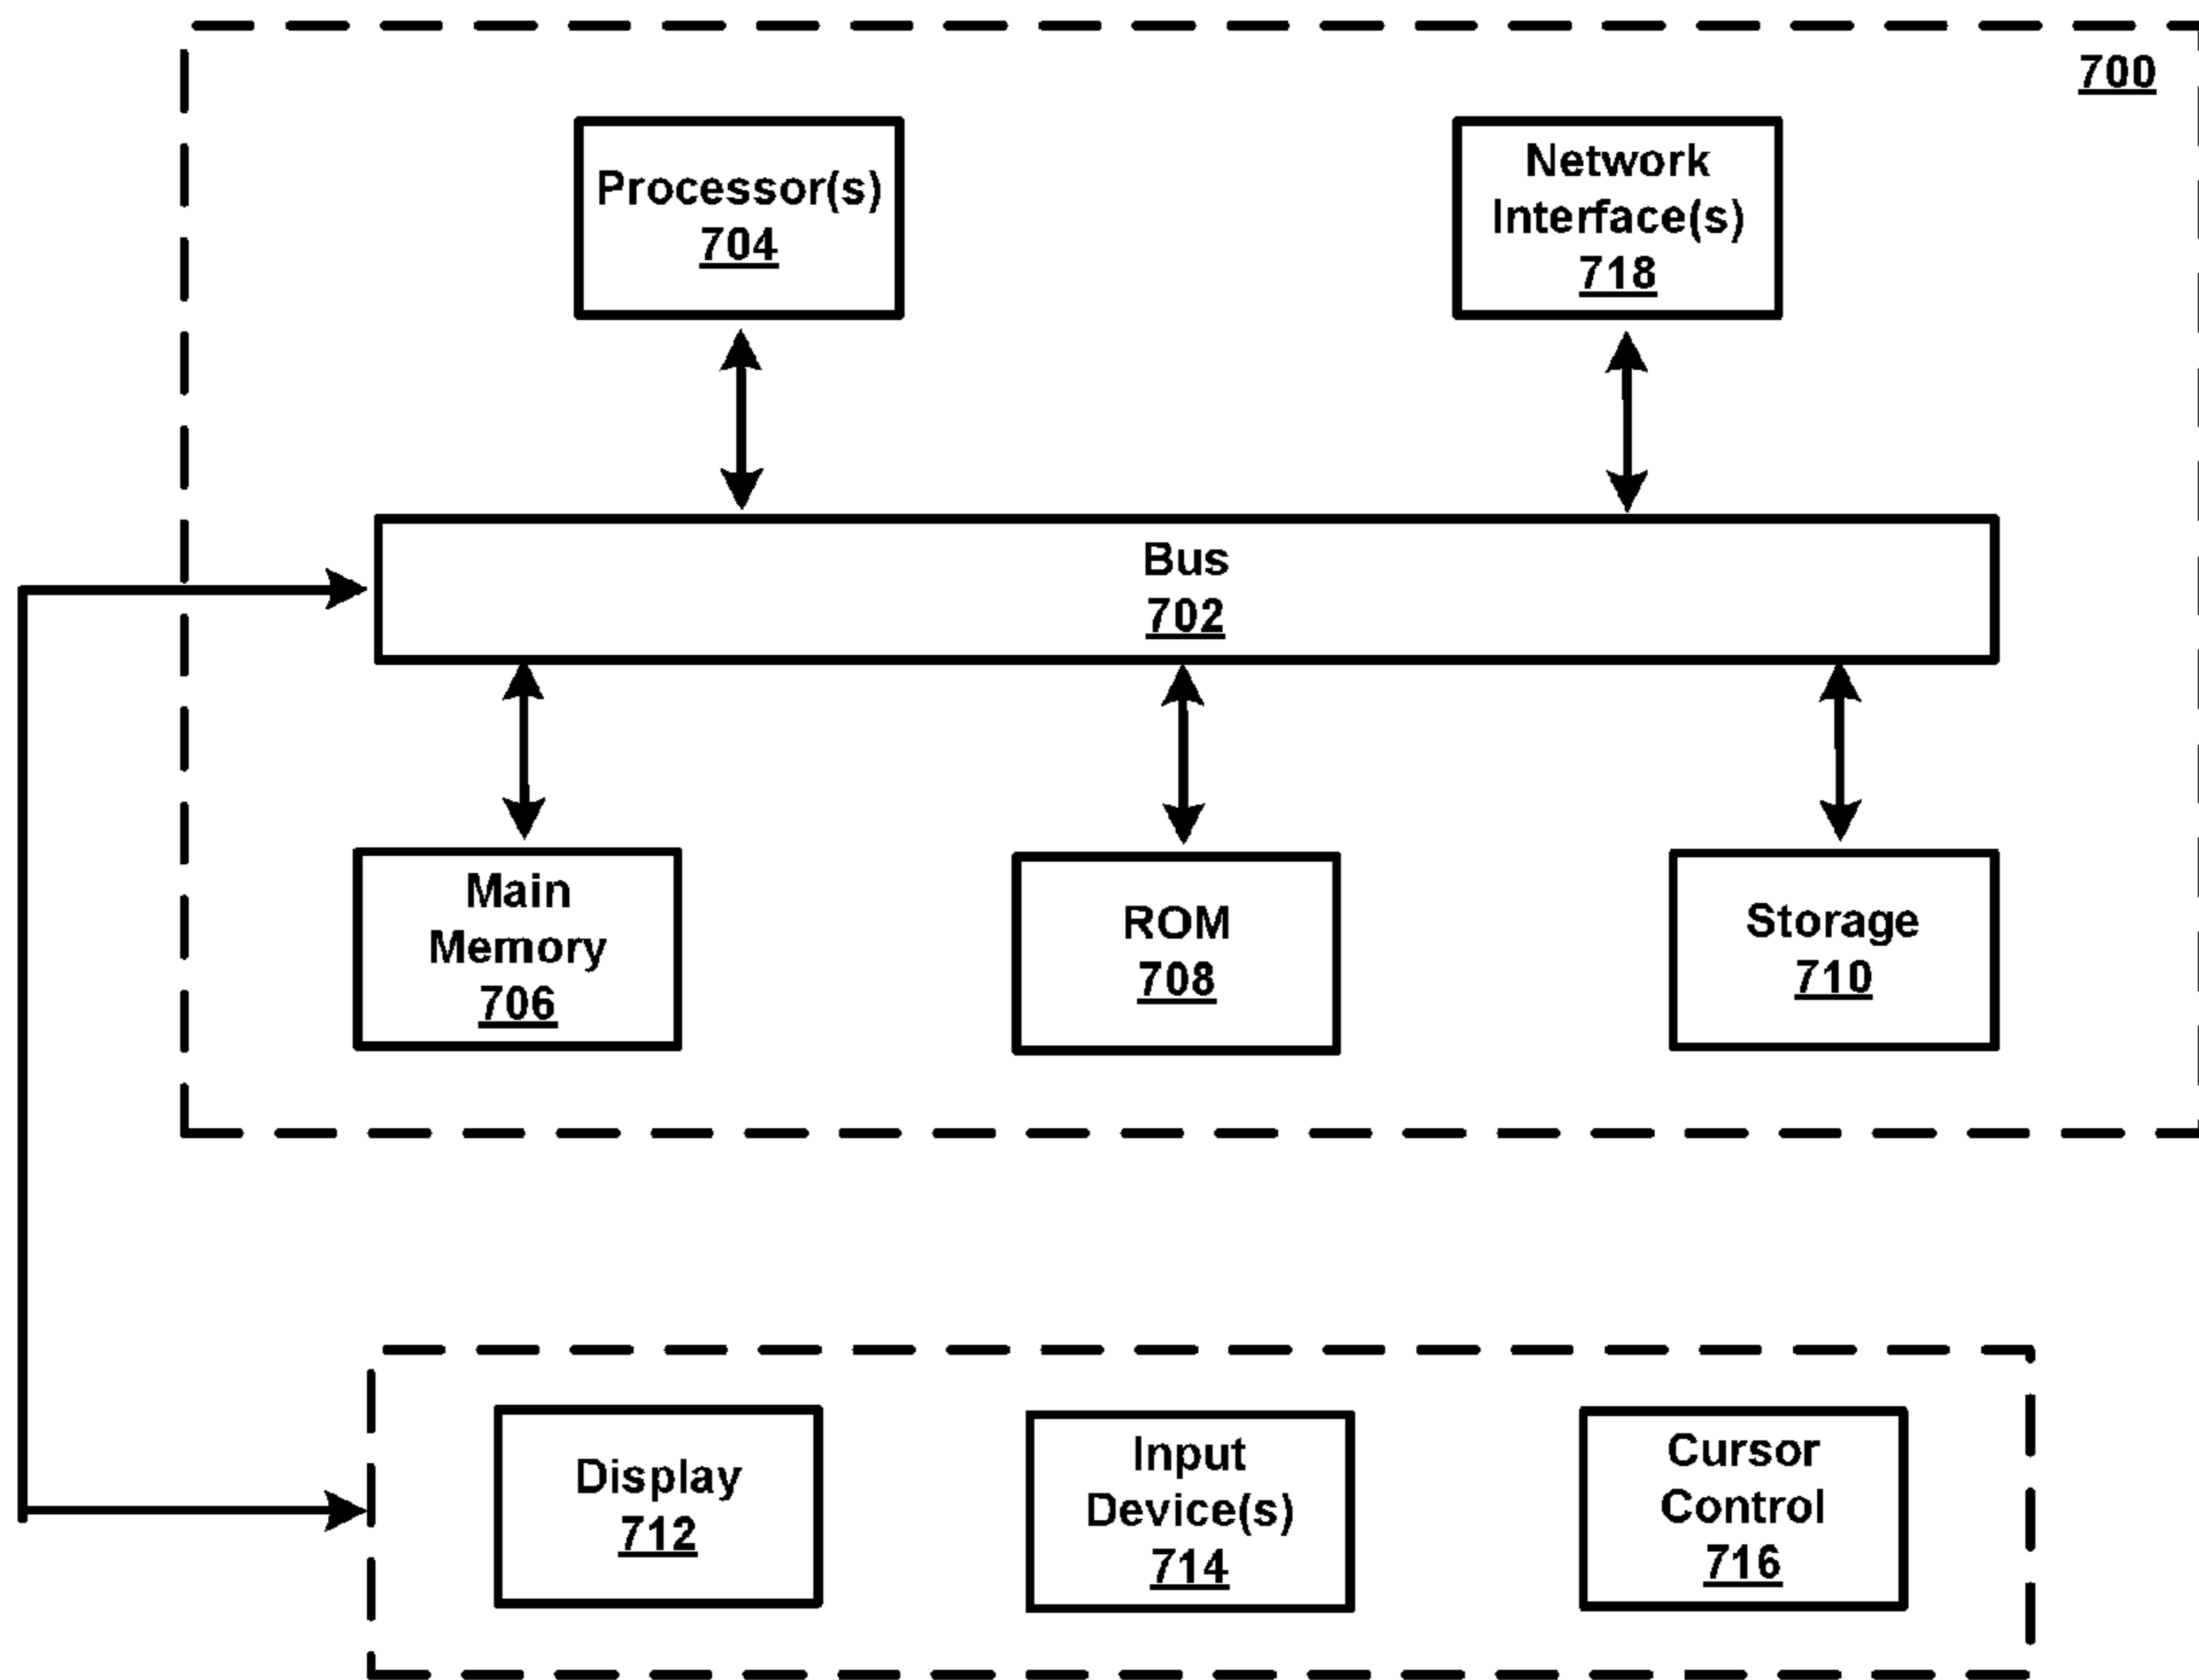 700
Processor(s)
704
Network
Interface(s)
718
Bus
702
Main
Memory
706
ROM
708
Storage
710
Display
712
Input
Device(s)
714
Cursor
Control
716